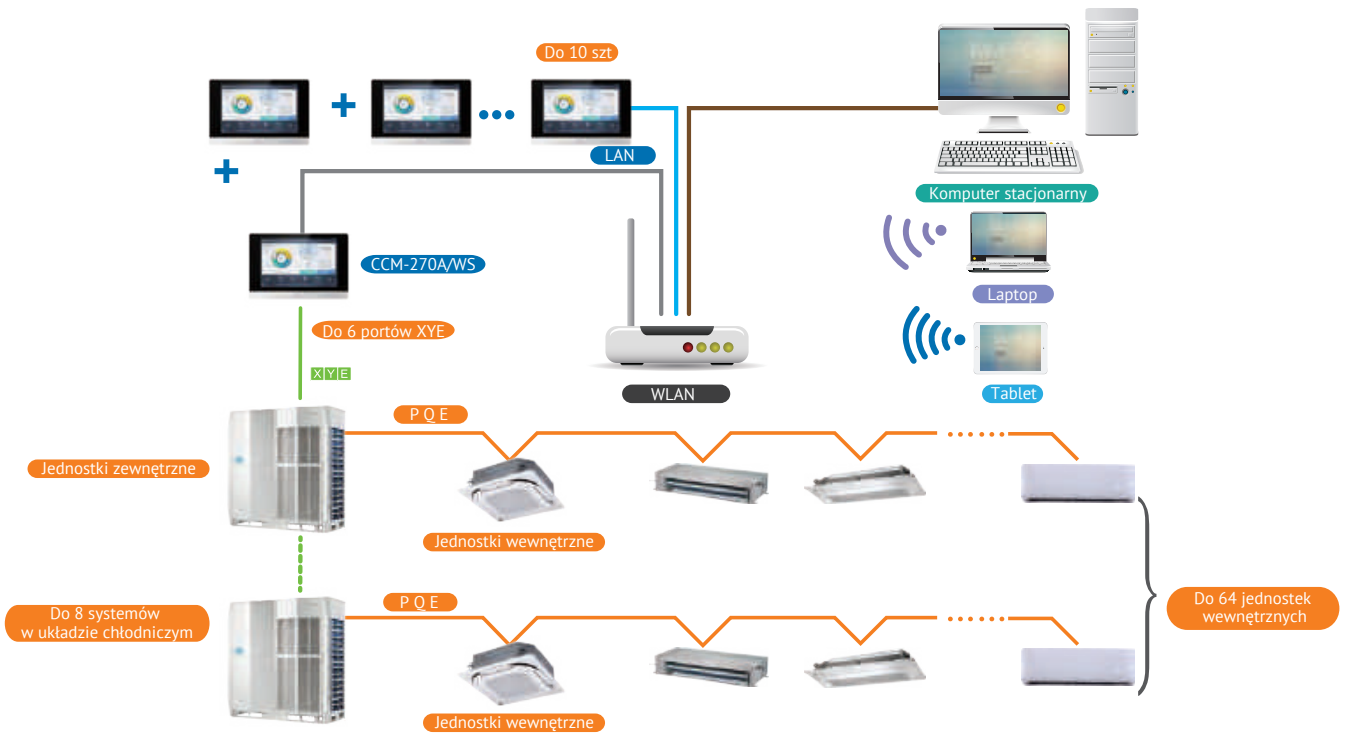 Do 10 szt
LAN
Komputer stacjonarny
CCM-270A/WS
Laptop
Do 6 portów XYE
X Y E
WLAN
Tablet
P Q E
Jednostki zewnętrzne
Jednostki wewnętrzne
Do 8 systemów
w układzie chłodniczym
P Q E
Do 64 jednostek
wewnętrznych
Jednostki wewnętrzne